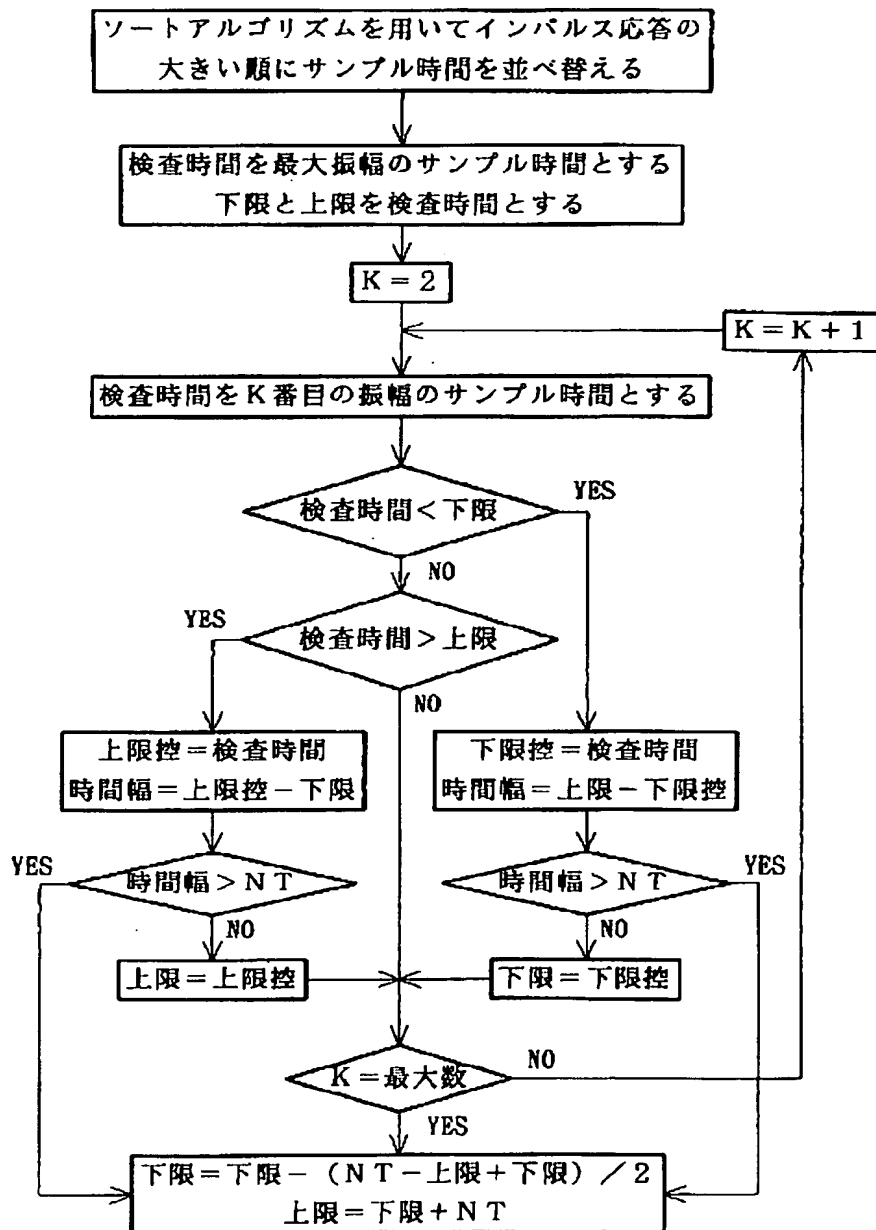 ソートアルゴリズムを用いてインパルス応答の
大きい順にサンプル時間を並べ替える
検査時間を最大振幅のサンプル時間とする
下限と上限を検査時間とする
K=2
K=K+1
検査時間をK番目の振幅のサンプル時間とする
検査時間<下限
YES
NO
検査時間>上限
YES
NO
上限控=検査時間
時間幅=上限控-下限
下限控=検査時間
時間幅=上限-下限控
時間幅>NT
YES
NO
時間幅>NT
YES
NO
上限=上限控
下限=下限控
K=最大数
NO
YES
下限=下限-(NT-上限+下限)/2
上限=下限+NT